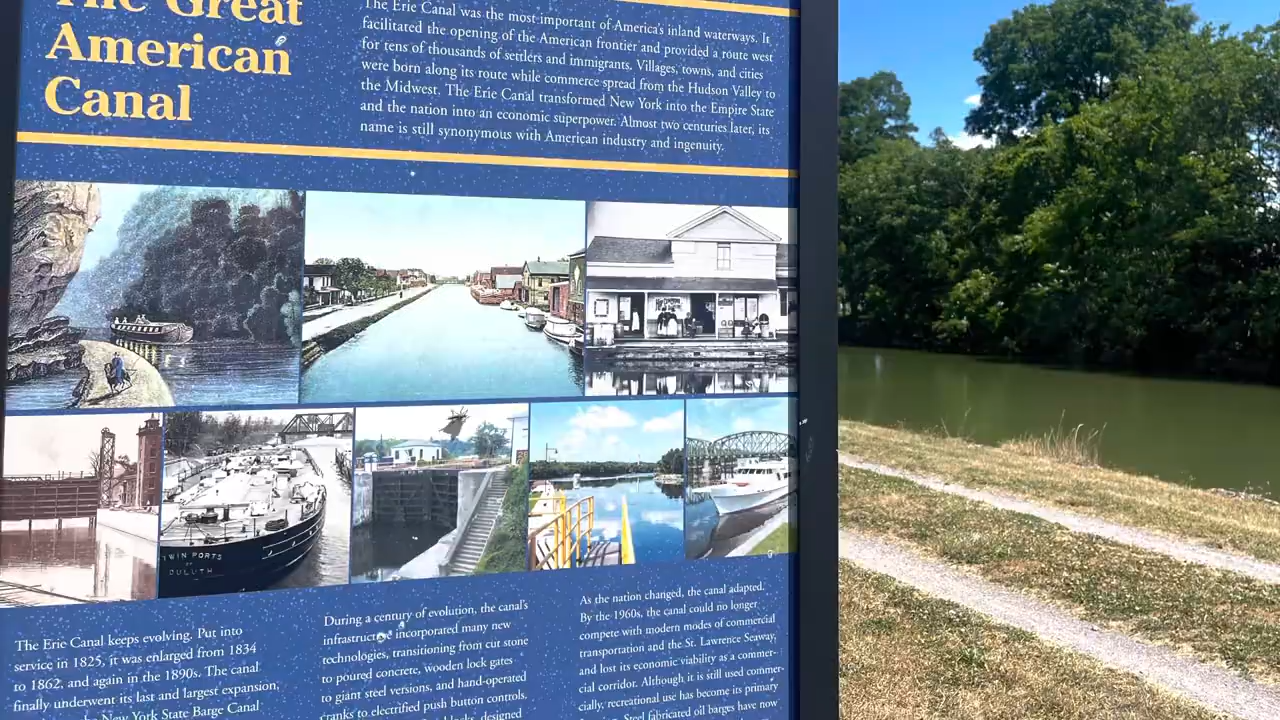 The Great
American
Canal
The Erie Canal was the most important of America's inland waterways. It
facilitated the opening of the American frontier and provided a route west
for tens of thousands of settlers and immigrants. Villages, towns, and cities
were born along its route while commerce spread from the Hudson Valley to
the Midwest. The Erie Canal transformed New York into the Empire State
and the nation into an economic superpower. Almost two centuries later, its
name is still synonymous with American industry and ingenuity.
TWIN PORTS
OF
DULUTH
The Erie Canal keeps evolving. Put into
service in 1825, it was enlarged from 1834
to 1862, and again in the 1890s. The canal
finally underwent its last and largest expansion,
New York State Barge Canal
During a century of evolution, the canal's
infrastructure incorporated many new
technologies, transitioning from cut stone
to poured concrete, wooden lock gates
to giant steel versions, and hand-operated
cranks to electrified push button controls.
locks, designed
As the nation changed, the canal adapted.
By the 1960s, the canal could no longer
compete with modern modes of commercial
transportation and the St. Lawrence Seaway,
and lost its economic viability as a commer-
cial corridor. Although it is still used commer-
cially, recreational use has become its primary
Steel fabricated oil barges have now